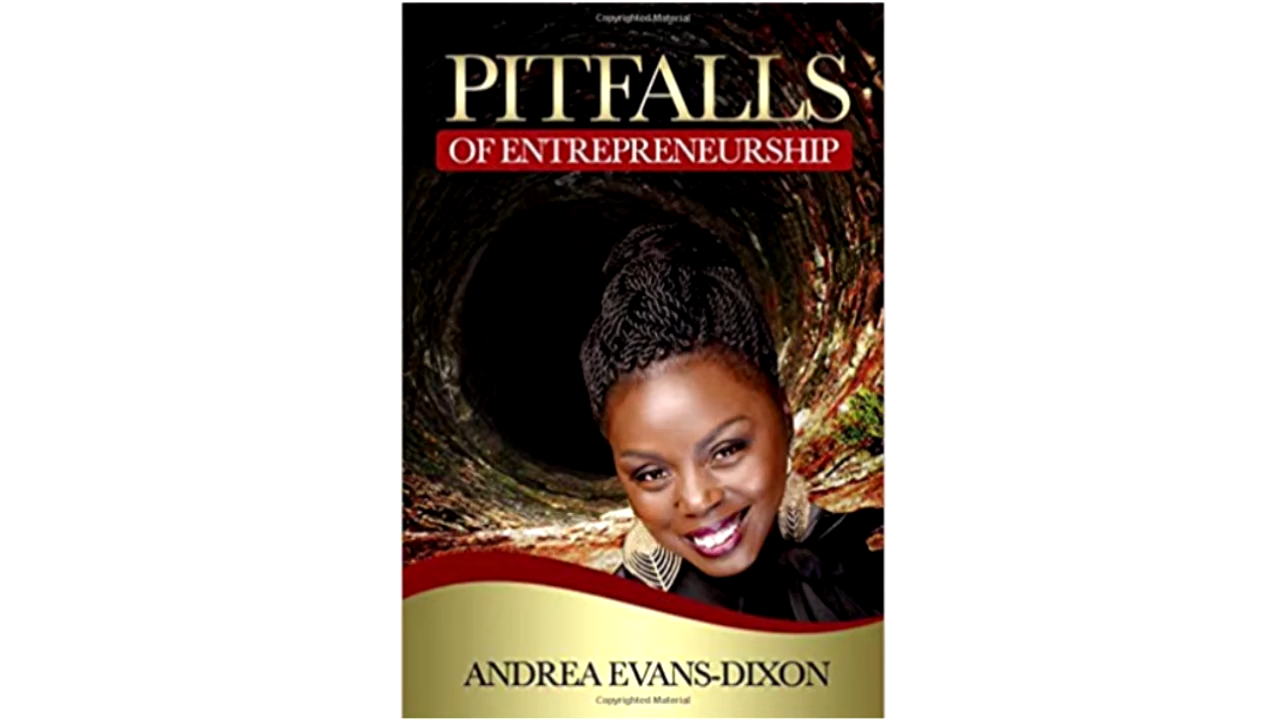 Copyrighted Material
PITFALLS
OF ENTREPRENEURSHIP
ANDREA EVANS-DIXON
Copyrighted Material